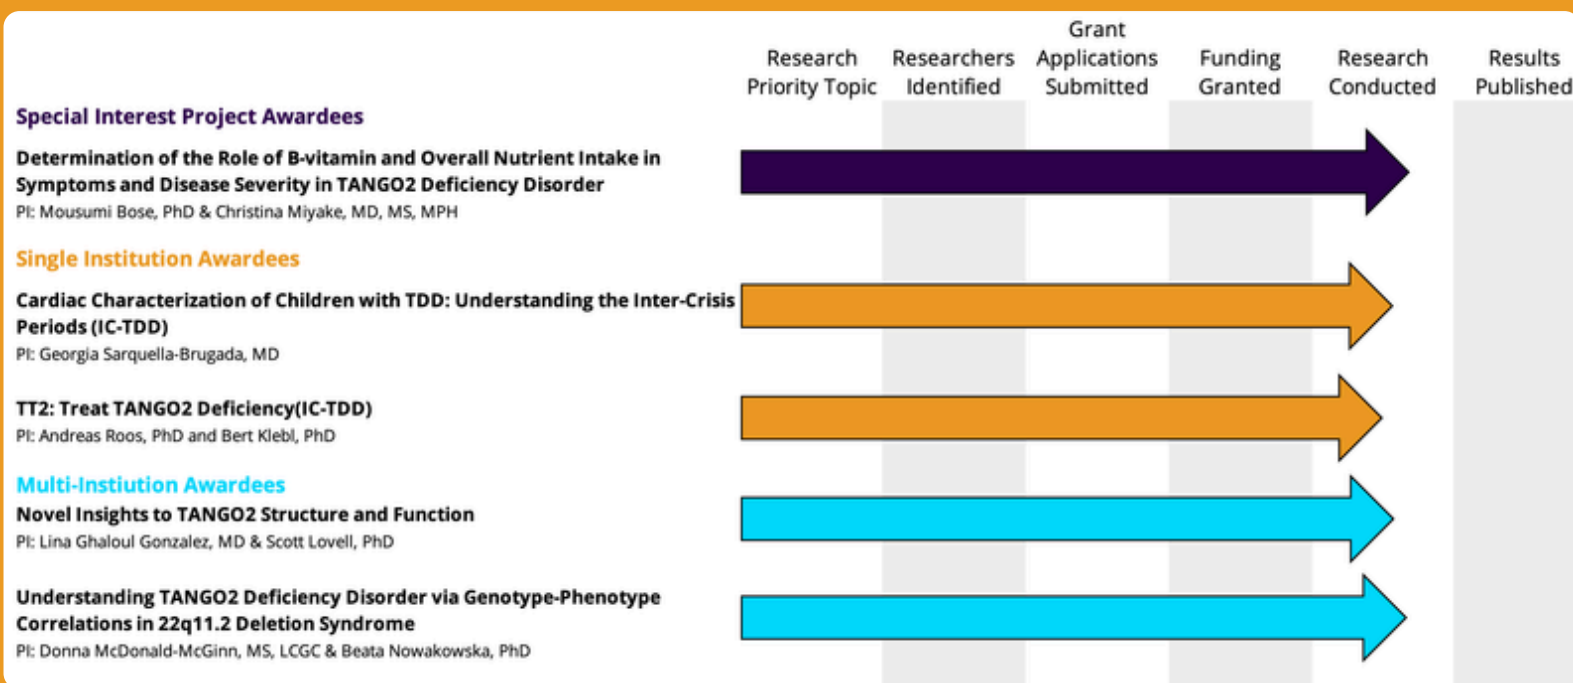 Grant
Research Researchers Applications Funding Research Results
Priority Topic Identified Submitted Granted Conducted Published
Special Interest Project Awardees
Determination of the Role of B-vitamin and Overall Nutrient Intake in
Symptoms and Disease Severity in TANGO2 Deficiency Disorder
PI: Mousumi Bose, PhD & Christina Miyake, MD, MS, MPH
Single Institution Awardees
Cardiac Characterization of Children with TDD: Understanding the Inter-Crisis
Periods (IC-TDD)
PI: Georgia Sarquella-Brugada, MD
TT2: Treat TANGO2 Deficiency(IC-TDD)
PI: Andreas Roos, PhD and Bert Klebl, PhD
Multi-Instiution Awardees
Novel Insights to TANGO2 Structure and Function
PI: Lina Ghaloul Gonzalez, MD & Scott Lovell, PhD
Understanding TANGO2 Deficiency Disorder via Genotype-Phenotype
Correlations in 22q11.2 Deletion Syndrome
PI: Donna McDonald-McGinn, MS, LCGC & Beata Nowakowska, PhD